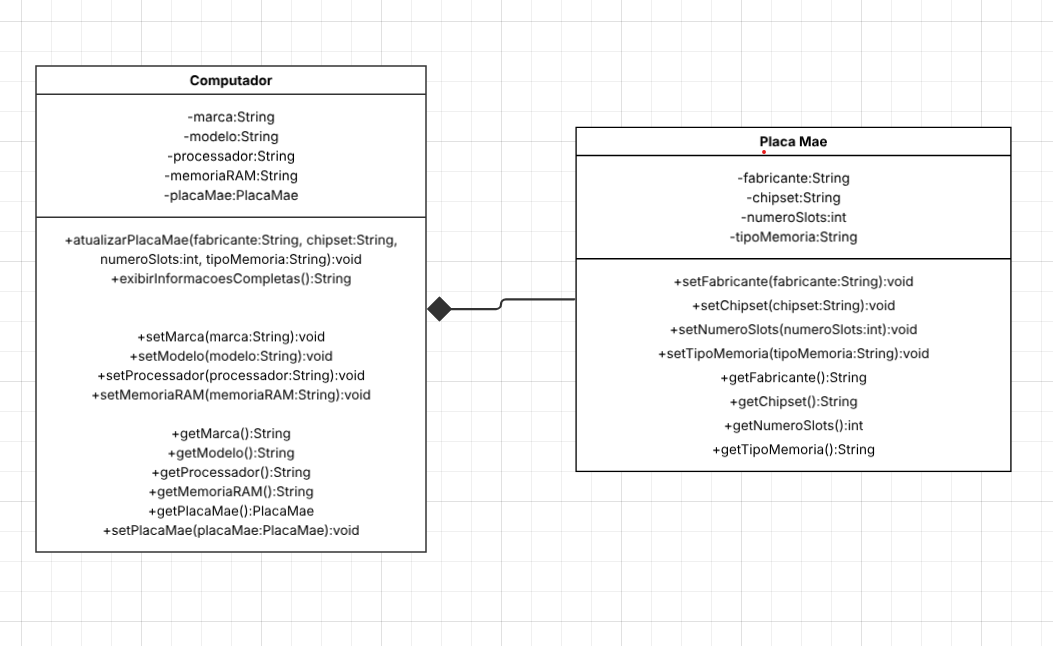 Computador
-marca:String
-modelo:String
-processador:String
-memoriaRAM:String
-placaMae:PlacaMae
+atualizarPlacaMae(fabricante:String, chipset:String,
numeroSlots:int, tipoMemoria:String):void
+exibirInformacoesCompletas():String
+setMarca(marca:String):void
+setModelo(modelo:String):void
+setProcessador(processador:String):void
+setMemoriaRAM(memoriaRAM:String):void
+getMarca():String
+getModelo():String
+getProcessador():String
+getMemoriaRAM():String
+getPlacaMae():PlacaMae
+setPlacaMae(placaMae:PlacaMae):void
Placa Mae
-fabricante:String
-chipset:String
-numeroSlots:int
-tipoMemoria:String
+setFabricante(fabricante:String):void
+setChipset(chipset:String):void
+setNumeroSlots(numeroSlots:int):void
+setTipoMemoria(tipoMemoria:String):void
+getFabricante():String
+getChipset():String
+getNumeroSlots():int
+getTipoMemoria():String